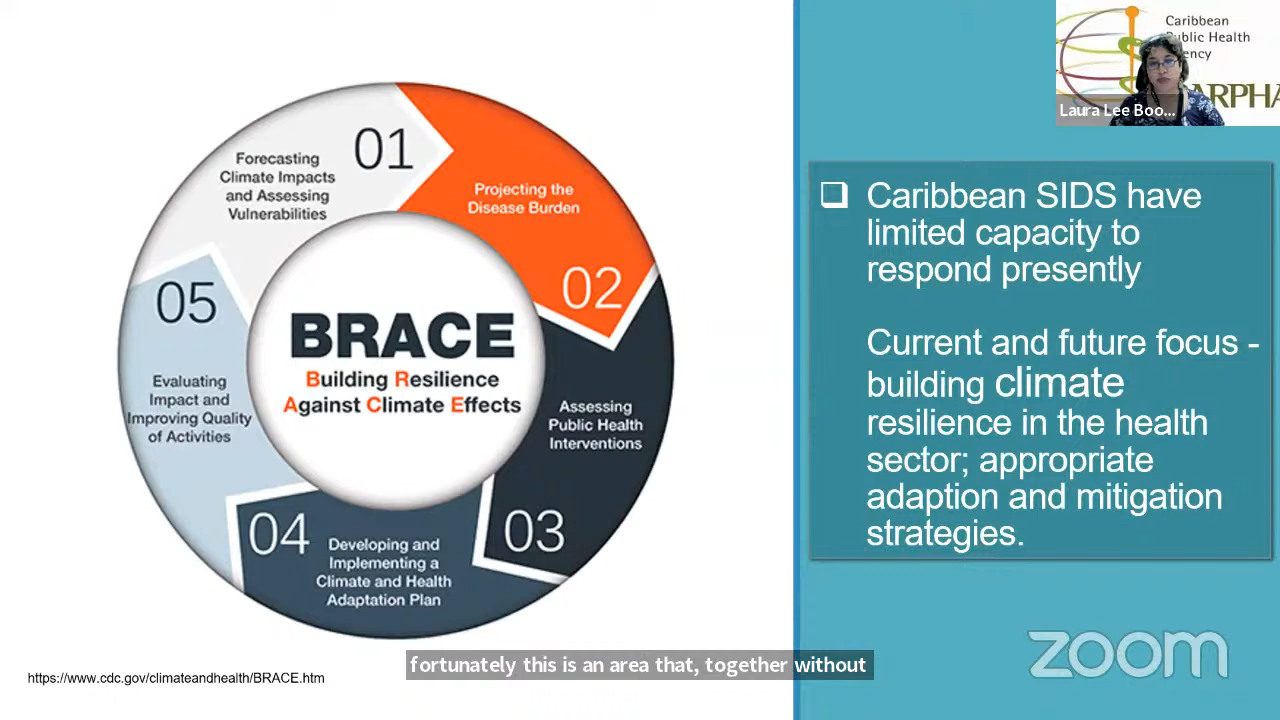 01
Forecasting
Climate Impacts
and Assessing
Vulnerabilities
Projecting the
Disease Burden
02
05
BRACE
Building Resilience
Against Climate Effects
Evaluating
Impact and
Improving Quality
of Activities
Assessing
Public Health
Interventions
04
03
Developing and
Implementing a
Climate and Health
Adaptation Plan
https://www.cdc.gov/climateandhealth/BRACE.htm
fortunately this is an area that, together without
Caribbean
Public Health
ency
ARPHA
Laura Lee Boo...
❑ Caribbean SIDS have
limited capacity to
respond presently
Current and future focus -
building climate
resilience in the health
sector; appropriate
adaption and mitigation
strategies.
zoom